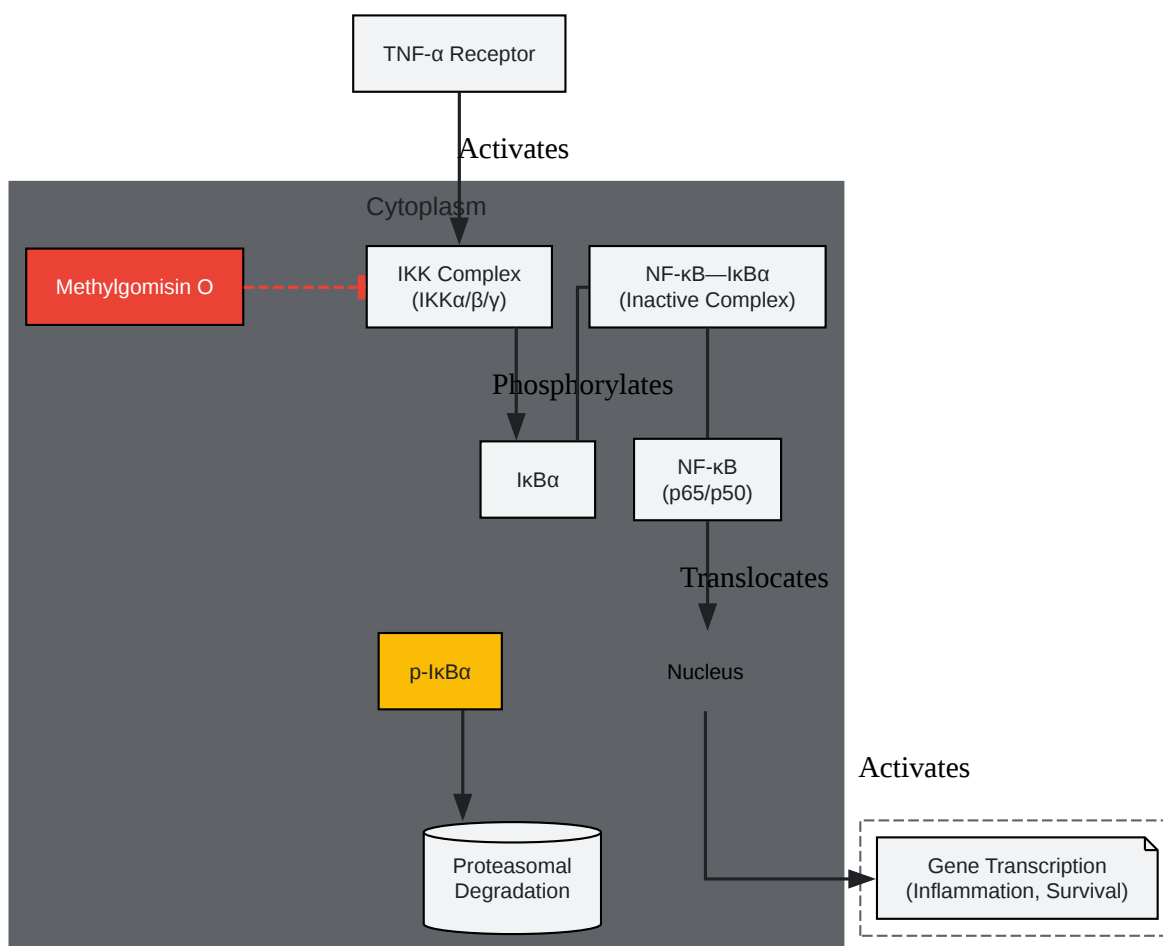 TNF-α Receptor
Activates
Cytoplasm
Methylgomisin O
IKK Complex
(IKKα/β/γ)
NF-κB—IκBα
(Inactive Complex)
Phosphorylates
IκBα
NF-κB
(p65/p50)
Translocates
p-IκBα
Nucleus
Activates
Proteasomal
Degradation
Gene Transcription
(Inflammation, Survival)